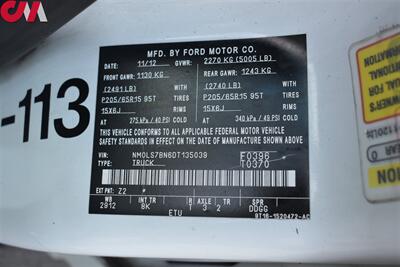 CM
-113
MFD. BY FORD MOTOR CO.
DATE: 11/12 GVWR: 2270 KG (5005 LB)
FRONT GAWR: 1130 KG REAR GAWR: 1243 KG
(2491 LB) (2740 LB)
P205/65R15 95T TIRES P205/65R15 95T TIRES
15X6J RIMS 15X6J RIMS
AT 275 kPa / 40 PSI COLD AT 340 kPa / 49 PSI COLD
THIS VEHICLE CONFORMS TO ALL APPLICABLE FEDERAL MOTOR VEHICLE
SAFETY STANDARDS IN EFFECT ON THE DATE OF MANUFACTURE SHOWN ABOVE.
VIN: NM0LS7BN6DT135039 F0396
TYPE: TRUCK T0370
EXT PNT: Z2
WB INT TR R AXLE TR SPR
2912 8K 1 3 2 DDGG
ETU 9T16-1520472-AC